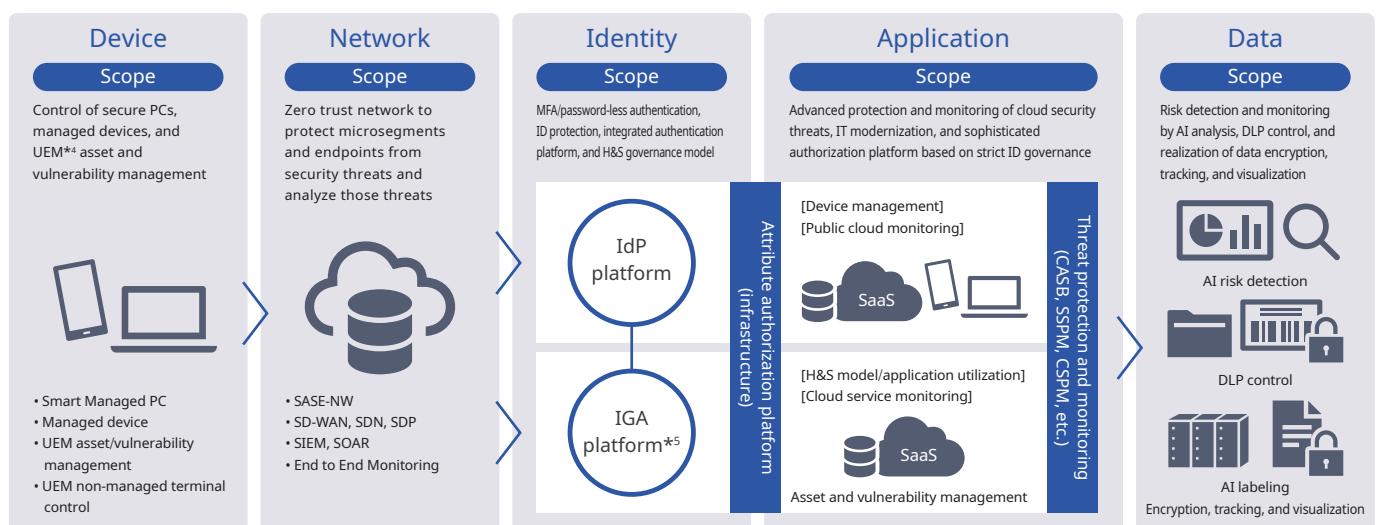 Device
Scope
Control of secure PCs,
managed devices, and
UEM*4 asset and
vulnerability management
• Smart Managed PC
• Managed device
• UEM asset/vulnerability
management
• UEM non-managed terminal
control
Network
Scope
Zero trust network to
protect microsegments
and endpoints from
security threats and
analyze those threats
• SASE-NW
• SD-WAN, SDN, SDP
• SIEM, SOAR
• End to End Monitoring
Identity
Scope
MFA/password-less authentication,
ID protection, integrated authentication
platform, and H&S governance model
IdP
platform
IGA
platform*5
Attribute authorization platform
(infrastructure)
Application
Scope
Advanced protection and monitoring of cloud security
threats, IT modernization, and sophisticated
authorization platform based on strict ID governance
[Device management]
[Public cloud monitoring]
SaaS
[H&S model/application utilization]
[Cloud service monitoring]
SaaS
Asset and vulnerability management
Threat protection and monitoring
(CASB, SSPM, CSPM, etc.)
Data
Scope
Risk detection and monitoring
by AI analysis, DLP control, and
realization of data encryption,
tracking, and visualization
AI risk detection
DLP control
AI labeling
Encryption, tracking, and visualization